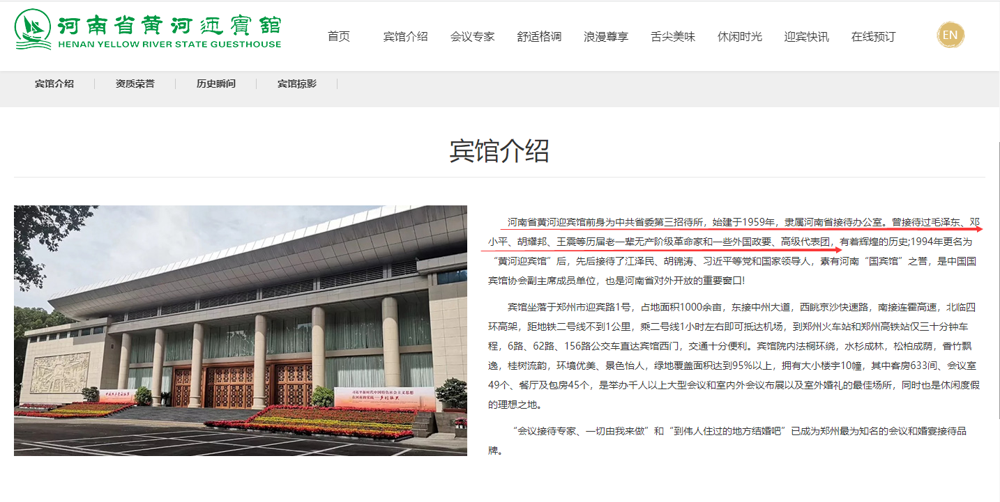 河南省黄河迎宾馆
HENAN YELLOW RIVER STATE GUESTHOUSE
首页 宾馆介绍 会议专家 舒适格调 浪漫尊享 舌尖美味 休闲时光 迎宾快讯 在线预订 EN
宾馆介绍 资质荣誉 历史瞬间 宾馆掠影
宾馆介绍
河南省黄河迎宾馆前身为中共省委第三招待所，始建于1959年，隶属河南省接待办公室。曾接待过毛泽东、邓
小平、胡耀邦、王震等历届老一辈无产阶级革命家和一些外国政要、高级代表团，有着辉煌的历史;1994年更名为
“黄河迎宾馆”后，先后接待了江泽民、胡锦涛、习近平等党和国家领导人，素有河南“国宾馆”之誉，是中国国
宾馆协会副主席成员单位，也是河南省对外开放的重要窗口!
宾馆坐落于郑州市迎宾路1号，占地面积1000余亩，东接中州大道，西眺京沙快速路，南接连霍高速，北临四
环高架，距地铁二号线不到1公里，乘二号线1小时左右即可抵达机场，到郑州火车站和郑州高铁站仅三十分钟车
程，6路、62路、156路公交车直达宾馆西门，交通十分便利。宾馆院内法桐环绕，水杉成林，松柏成荫，香竹飘
逸，桂树流韵，环境优美、景色怡人，绿地覆盖面积达到95%以上，拥有大小楼宇10幢，其中客房633间、会议室
49个、餐厅及包房45个，是举办千人以上大型会议和室内外会议布展以及室外婚礼的最佳场所，同时也是休闲度假
的理想之地。
“会议接待专家、一切由我来做”和“到伟人住过的地方结婚吧”已成为郑州最为知名的会议和婚宴接待品
牌。
习近平新时代中国特色社会主义思想